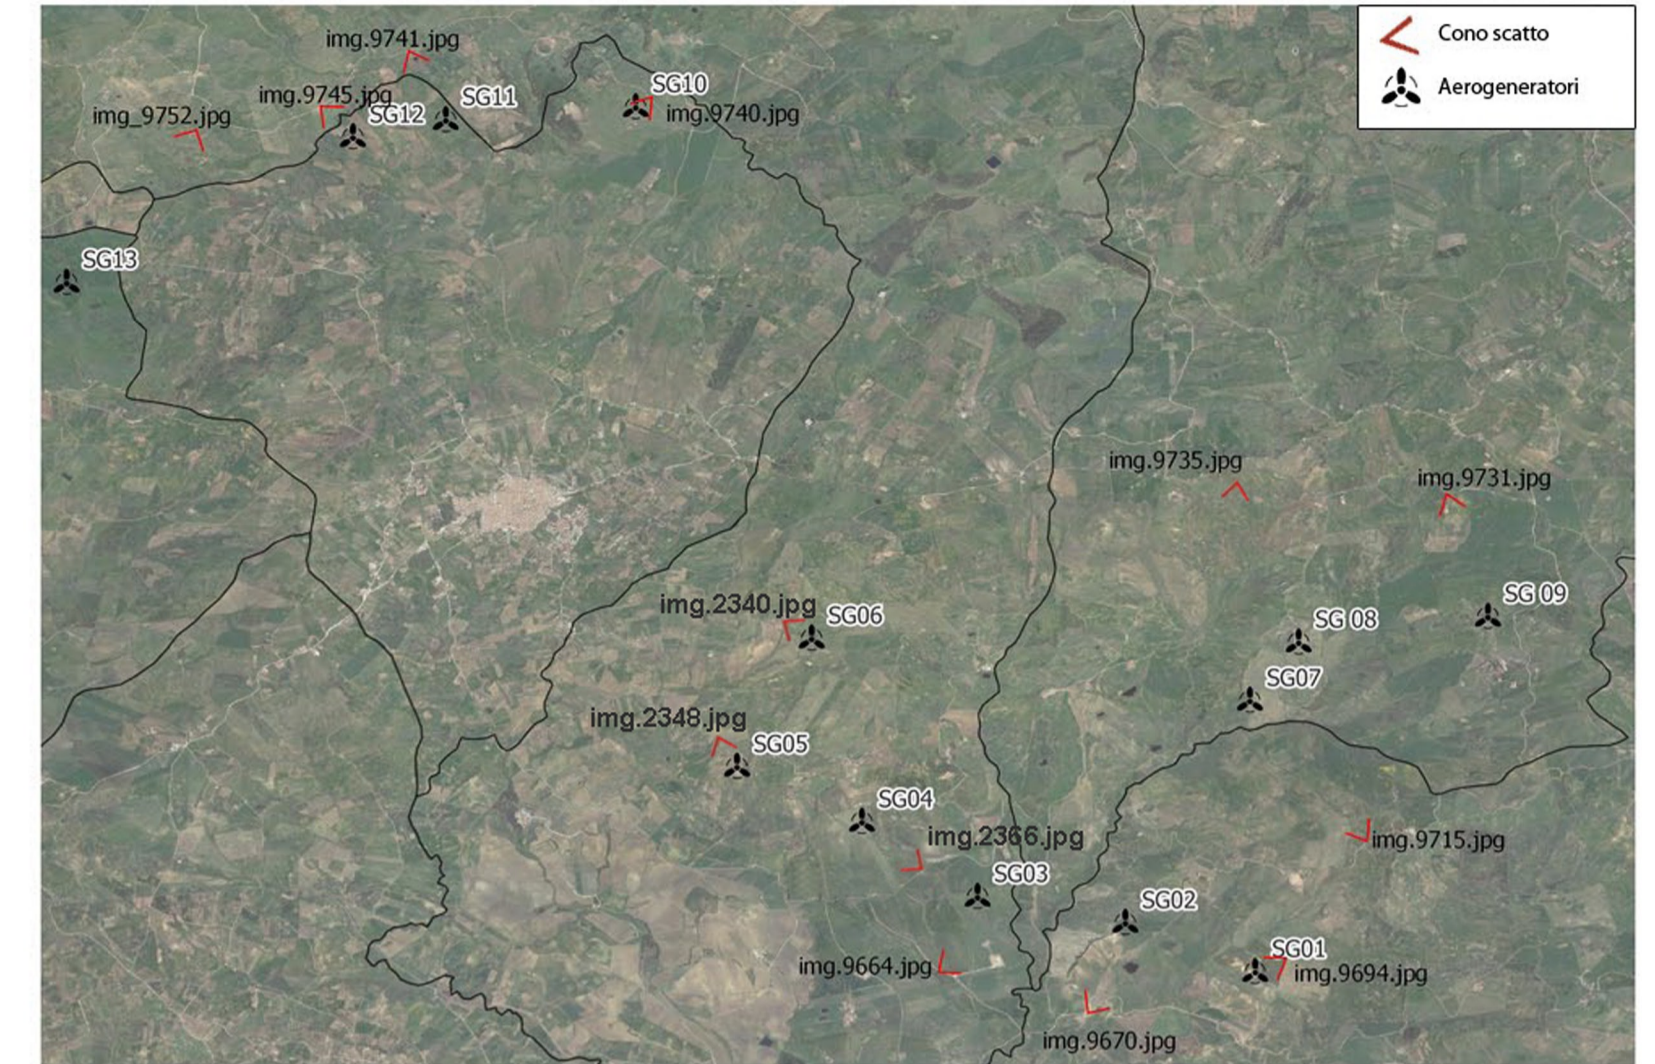 Cono scatto
Aerogeneratori
img.9741.jpg
img.9745.jpg
img_9752.jpg
SG12
SG11
SG10
img.9740.jpg
SG13
img.9735.jpg
img.9731.jpg
img.2340.jpg
SG06
SG 08
SG 09
SG07
img.2348.jpg
SG05
SG04
img.2366.jpg
img.9715.jpg
SG03
SG02
img.9664.jpg
SG01
img.9694.jpg
img.9670.jpg